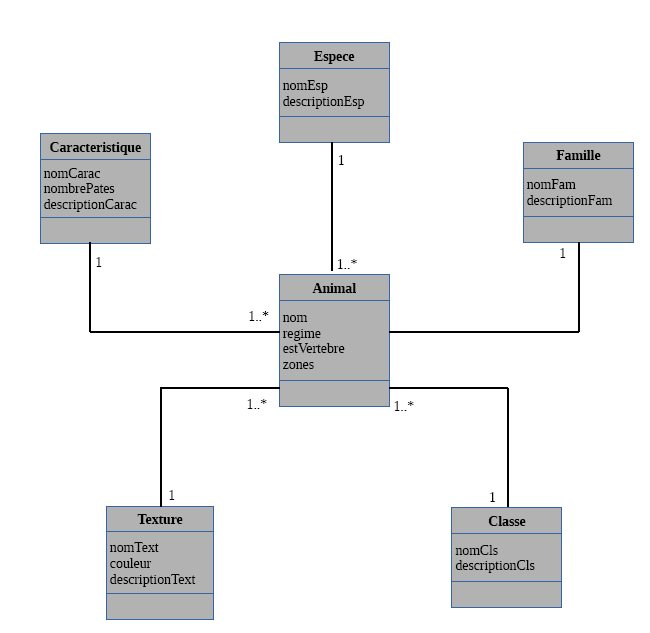 Espece
nomEsp
descriptionEsp
1
1..*
Caracteristique
nomCarac
nombrePates
descriptionCarac
1
1..*
Famille
nomFam
descriptionFam
1
Animal
nom
regime
estVertebre
zones
1..*
1..*
1
1
Texture
nomText
couleur
descriptionText
Classe
nomCls
descriptionCls